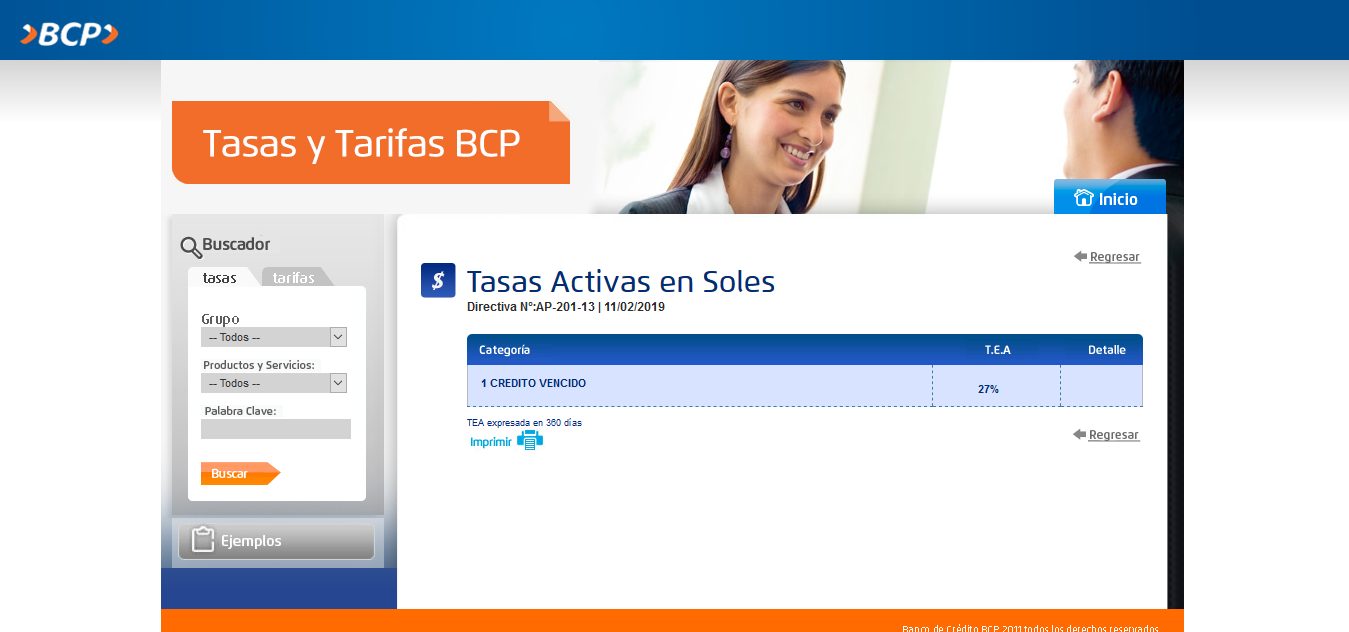 BCP
Tasas y Tarifas BCP
Inicio
Buscador
tasas tarifas
Grupo
-- Todos --
Productos y Servicios:
-- Todos --
Palabra Clave:
Buscar
Ejemplos
Regresar
$ Tasas Activas en Soles
Directiva N°:AP-201-13 | 11/02/2019
Categoría T.E.A Detalle
1 CREDITO VENCIDO 27%
TEA expresada en 360 días
Imprimir
Regresar
Banco de Crédito BCP 2011 todos los derechos reservados